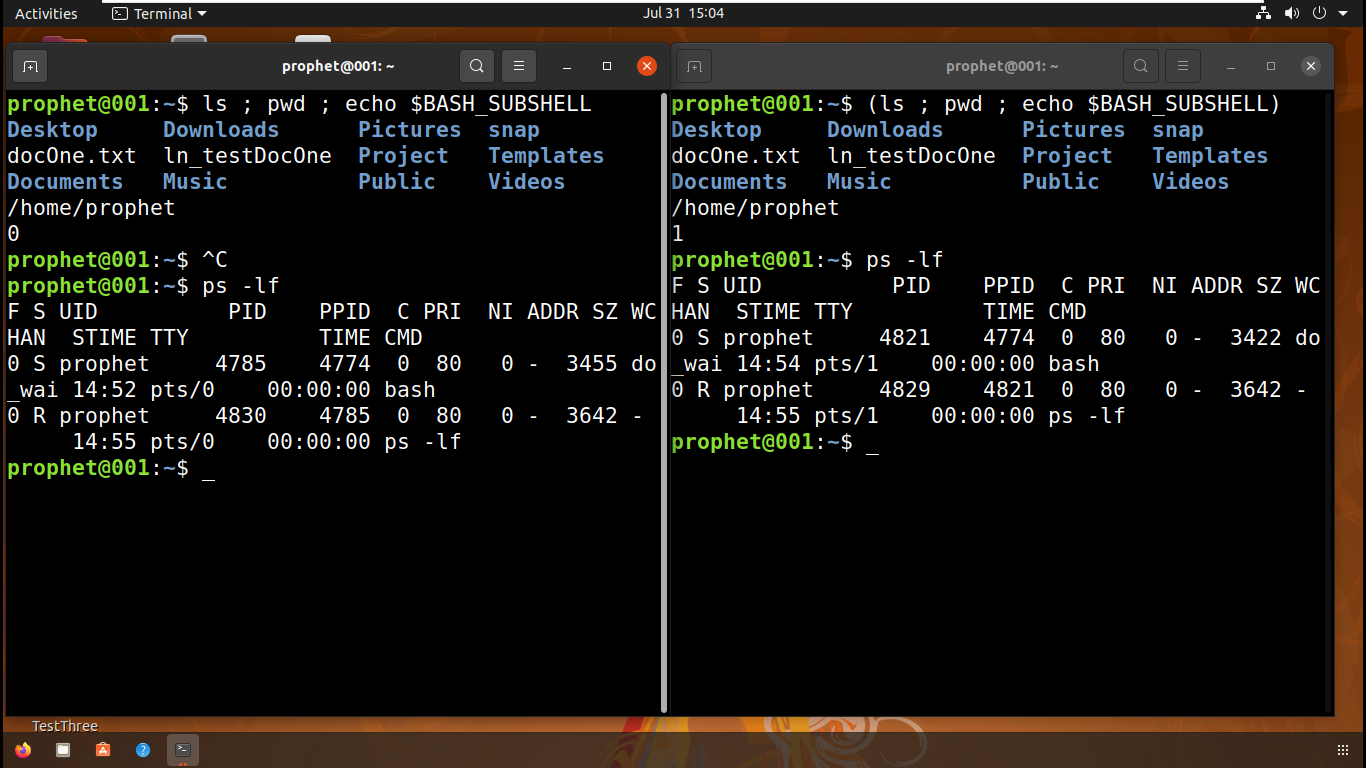 Activities Terminal Jul 31 15:04
prophet@001: ~
prophet@001:~$ ls ; pwd ; echo $BASH_SUBSHELL
Desktop Downloads Pictures snap
docOne.txt ln_testDocOne Project Templates
Documents Music Public Videos
/home/prophet
0
prophet@001:~$ ^C
prophet@001:~$ ps -lf
F S UID PID PPID C PRI NI ADDR SZ WC
HAN STIME TTY TIME CMD
0 S prophet 4785 4774 0 80 0 - 3455 do
_wai 14:52 pts/0 00:00:00 bash
0 R prophet 4830 4785 0 80 0 - 3642 -
14:55 pts/0 00:00:00 ps -lf
prophet@001:~$ _
prophet@001: ~
prophet@001:~$ (ls ; pwd ; echo $BASH_SUBSHELL)
Desktop Downloads Pictures snap
docOne.txt ln_testDocOne Project Templates
Documents Music Public Videos
/home/prophet
1
prophet@001:~$ ps -lf
F S UID PID PPID C PRI NI ADDR SZ WC
HAN STIME TTY TIME CMD
0 S prophet 4821 4774 0 80 0 - 3422 do
_wai 14:54 pts/1 00:00:00 bash
0 R prophet 4829 4821 0 80 0 - 3642 -
14:55 pts/1 00:00:00 ps -lf
prophet@001:~$ _
TestThree